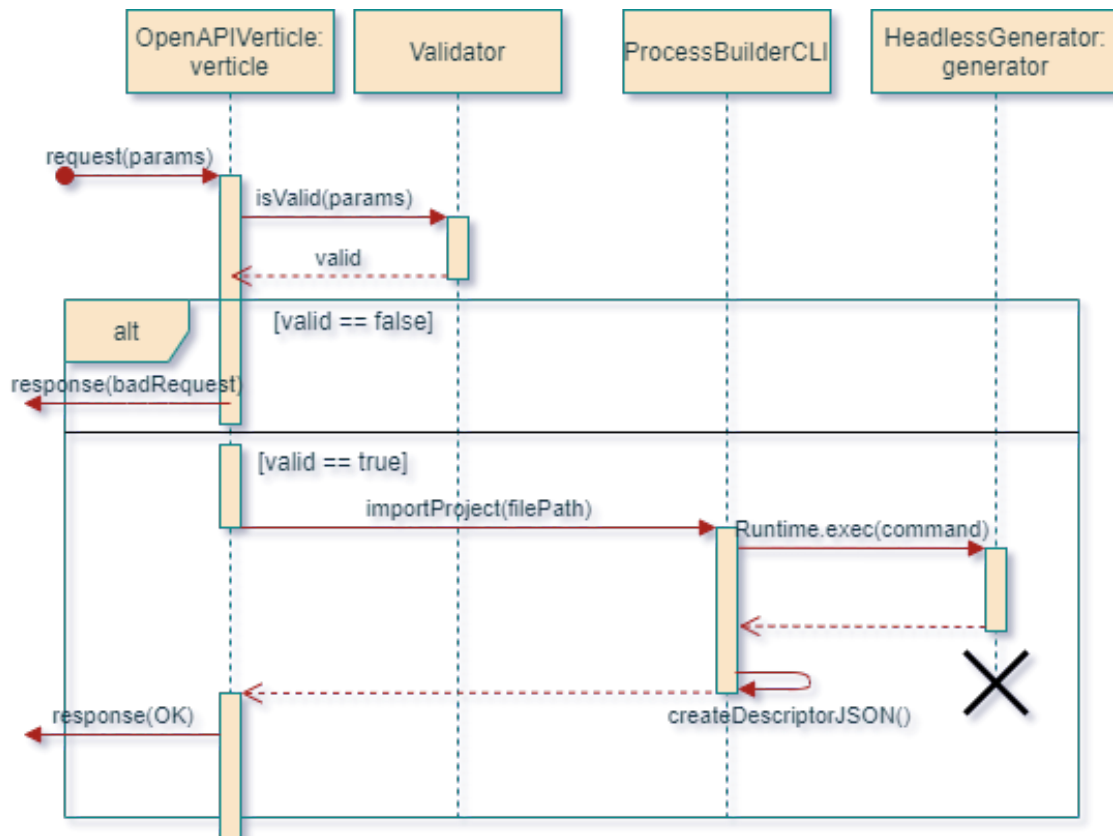 OpenAPIVerticle:
verticle
Validator
ProcessBuilderCLI
HeadlessGenerator:
generator
request(params)
isValid(params)
valid
alt
[valid == false]
response(badRequest)
[valid == true]
importProject(filePath)
Runtime.exec(command)
createDescriptorJSON()
response(OK)